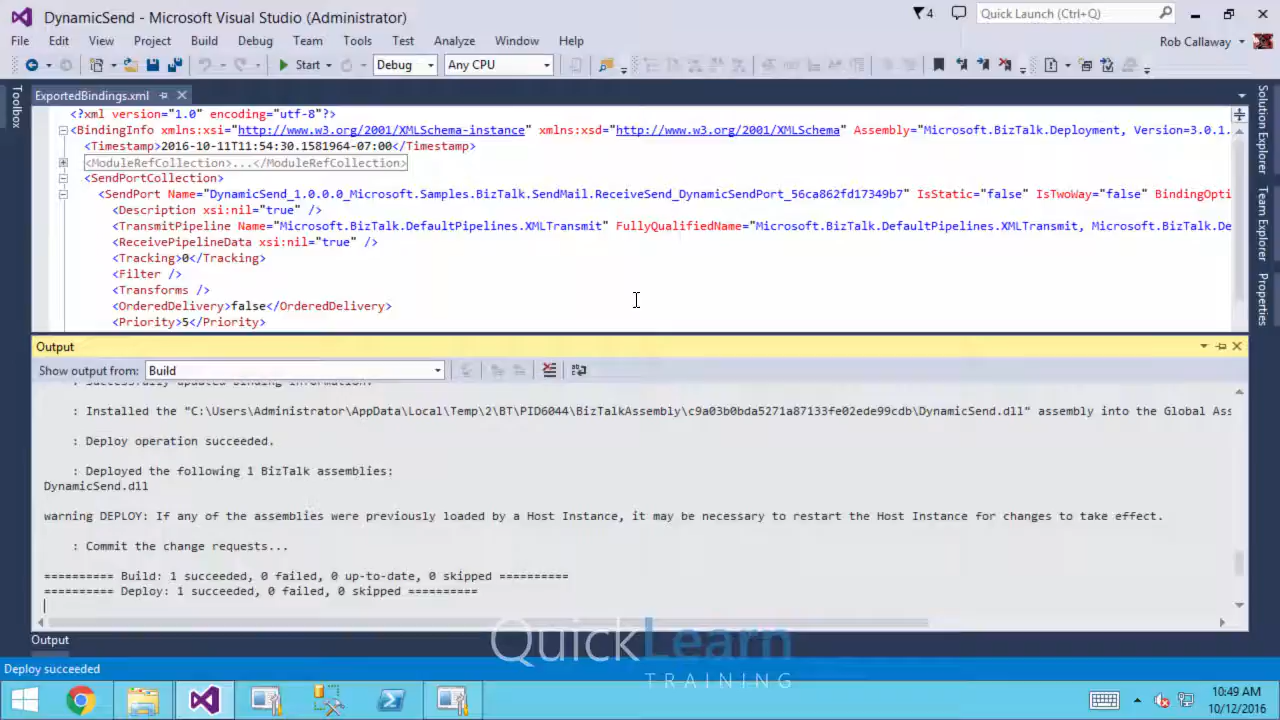 DynamicSend - Microsoft Visual Studio (Administrator)
4
Quick Launch (Ctrl+Q)
File Edit View Project Build Debug Team Tools Test Analyze Window Help
Rob Callaway
Start
Debug
Any CPU
Toolbox
ExportedBindings.xml
Solution Explorer
Team Explorer
Properties
<?xml version="1.0" encoding="utf-8"?>
<BindingInfo xmlns:xsi="http://www.w3.org/2001/XMLSchema-instance" xmlns:xsd="http://www.w3.org/2001/XMLSchema" Assembly="Microsoft.BizTalk.Deployment, Version=3.0.1.
<Timestamp>2016-10-11T11:54:30.1581964-07:00</Timestamp>
<ModuleRefCollection>...</ModuleRefCollection>
<SendPortCollection>
<SendPort Name="DynamicSend_1.0.0.0_Microsoft.Samples.BizTalk.SendMail.ReceiveSend_DynamicSendPort_56ca862fd17349b7" IsStatic="false" IsTwoWay="false" BindingOpti
<Description xsi:nil="true" />
<TransmitPipeline Name="Microsoft.BizTalk.DefaultPipelines.XMLTransmit" FullyQualifiedName="Microsoft.BizTalk.DefaultPipelines.XMLTransmit, Microsoft.BizTalk.De
<ReceivePipelineData xsi:nil="true" />
<Tracking>0</Tracking>
<Filter />
<Transforms />
<OrderedDelivery>false</OrderedDelivery>
<Priority>5</Priority>
Output
Show output from: Build
: Successfully updated binding information.
: Installed the "C:\Users\Administrator\AppData\Local\Temp\2\BT\PID6044\BizTalkAssembly\c9a03b0bda5271a87133fe02ede99cdb\DynamicSend.dll" assembly into the Global Ass
: Deploy operation succeeded.
: Deployed the following 1 BizTalk assemblies:
DynamicSend.dll
warning DEPLOY: If any of the assemblies were previously loaded by a Host Instance, it may be necessary to restart the Host Instance for changes to take effect.
: Commit the change requests...
========== Build: 1 succeeded, 0 failed, 0 up-to-date, 0 skipped ==========
========== Deploy: 1 succeeded, 0 failed, 0 skipped ==========
Output
QuickLearn
TRAINING
Deploy succeeded
10:49 AM
10/12/2016